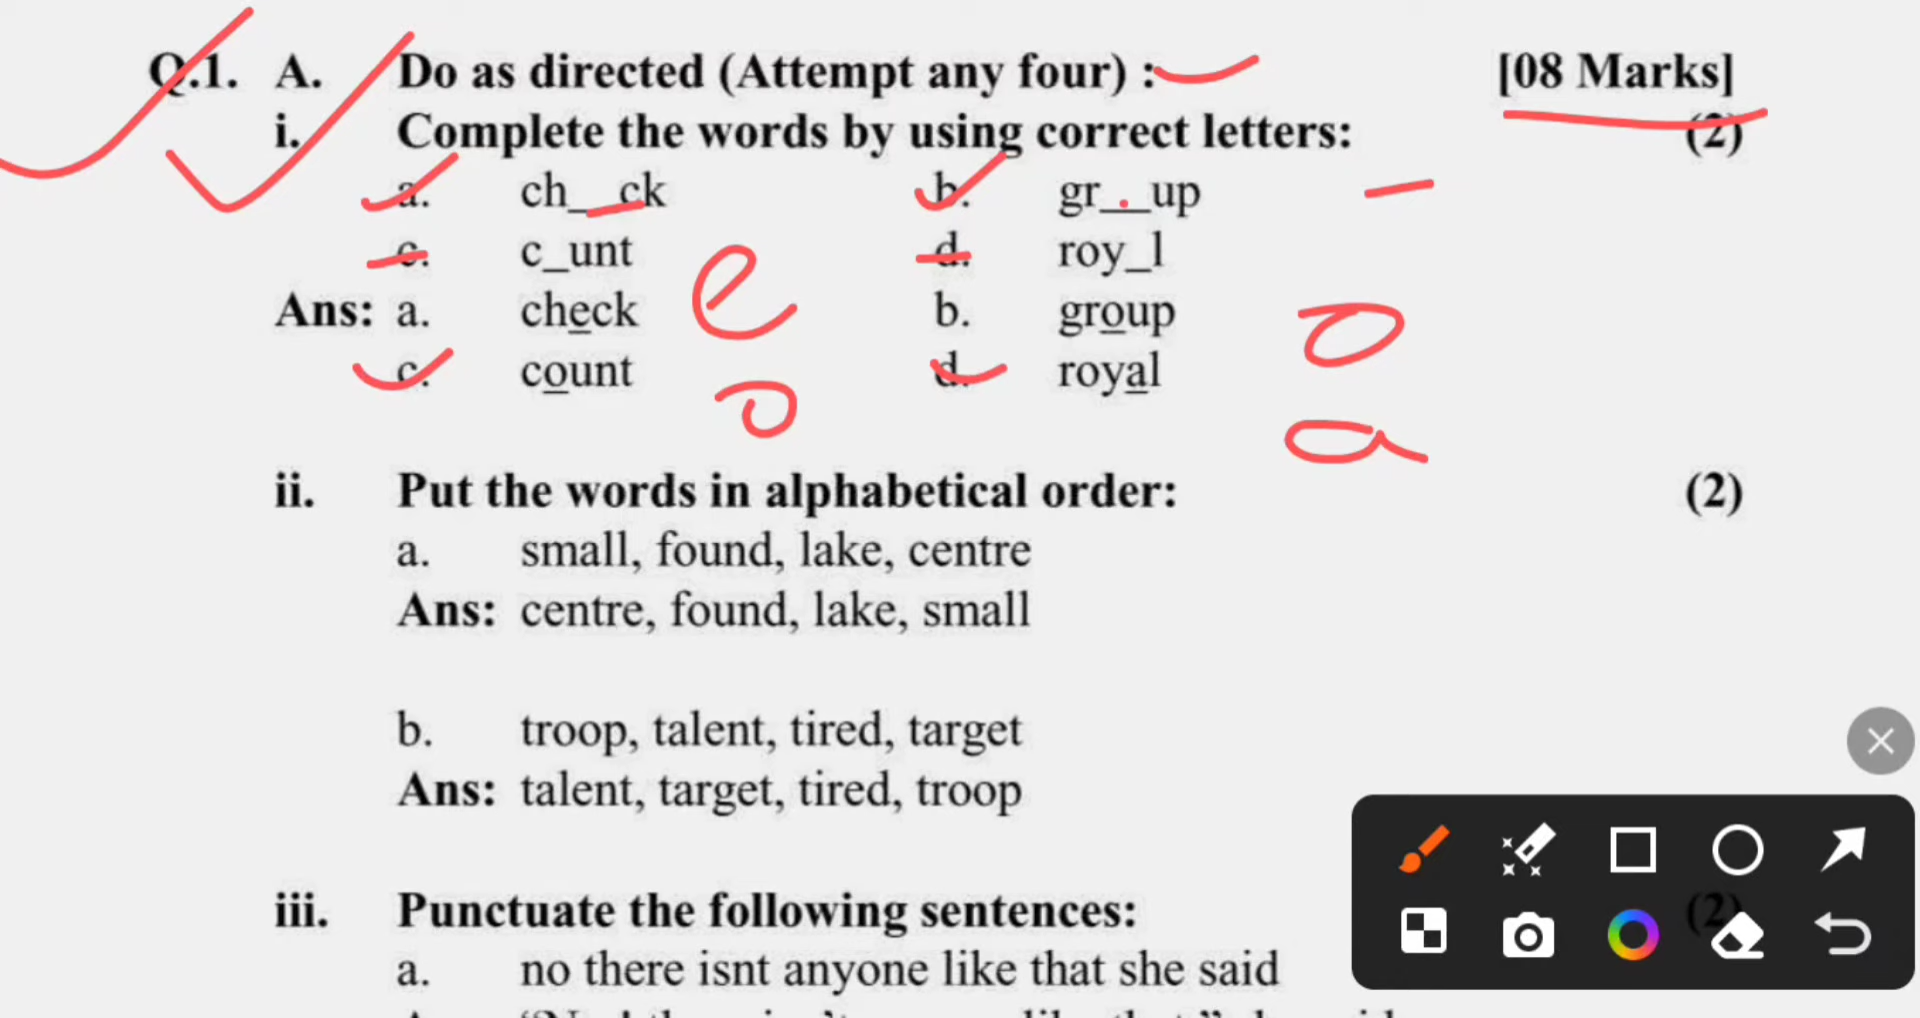 Q.1. A. Do as directed (Attempt any four) : [08 Marks]
i. Complete the words by using correct letters: (2)
a. ch__ck b. gr__up
c. c_unt d. roy_l
Ans: a. check e b. group o
c. count o d. royal a
ii. Put the words in alphabetical order: (2)
a. small, found, lake, centre
Ans: centre, found, lake, small
b. troop, talent, tired, target
Ans: talent, target, tired, troop
iii. Punctuate the following sentences: (2)
a. no there isnt anyone like that she said